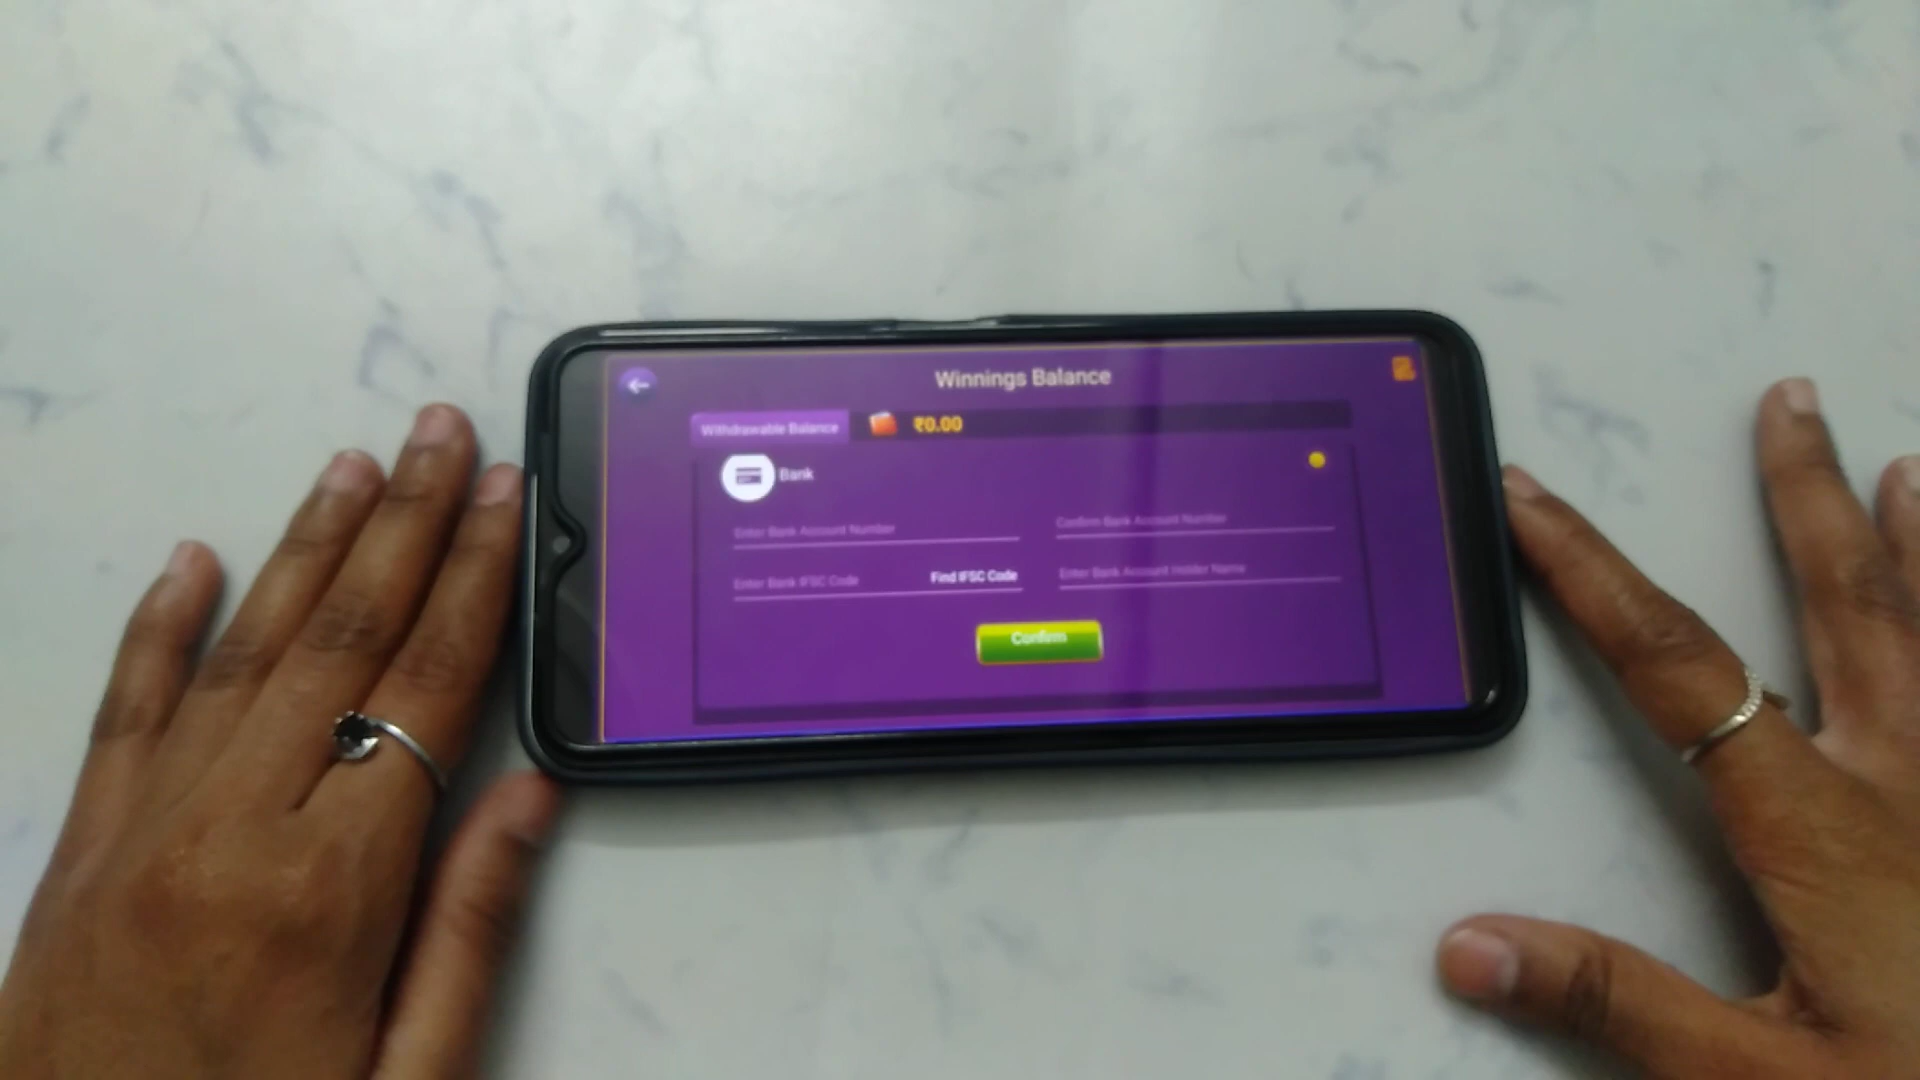 Winnings Balance
Withdrawable Balance
₹0.00
Bank
Enter Bank Account Number
Confirm Bank Account Number
Enter Bank IFSC Code
Find IFSC Code
Enter Bank Account Holder Name
Confirm